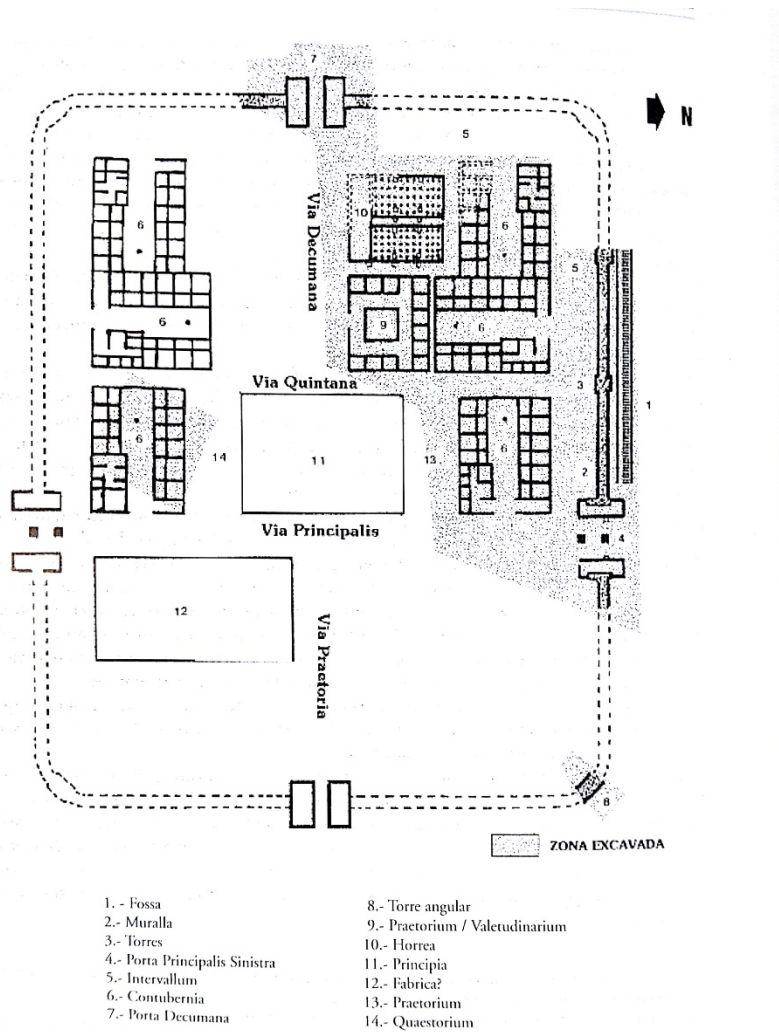 7
N
5
Via Decumana
10
6
6
5
9
6
6
Via Quintana
3
1
6
14
11
13
6
2
Via Principalis
4
12
Via Praetoria
8
ZONA EXCAVADA
1. - Fossa
2.- Muralla
3.- Torres
4.- Porta Principalis Sinistra
5.- Intervallum
6.- Contubernia
7.- Porta Decumana
8.- Torre angular
9.- Praetorium / Valetudinarium
10.- Horrea
11.- Principia
12.- Fabrica?
13.- Praetorium
14.- Quaestorium